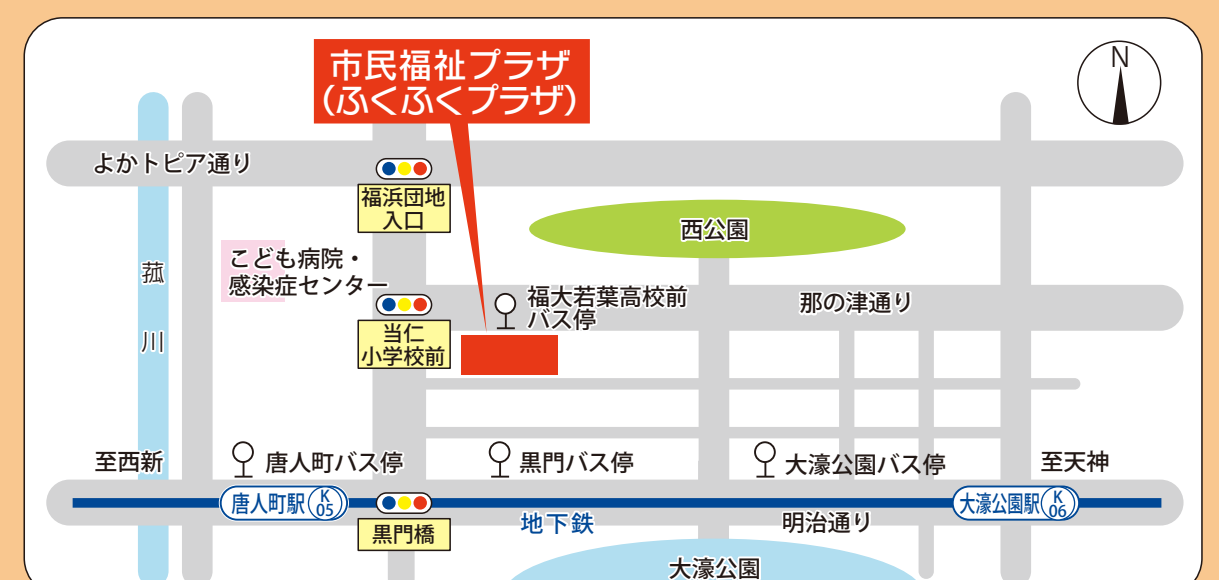 市民福祉プラザ
(ふくふくプラザ)
N
よかトピア通り
福浜団地
入口
西公園
こども病院・
感染症センター
菰川
福大若葉高校前
バス停
那の津通り
当仁
小学校前
至西新
唐人町バス停
黒門バス停
大濠公園バス停
至天神
唐人町駅 K05
大濠公園駅 K06
黒門橋
地下鉄
明治通り
大濠公園